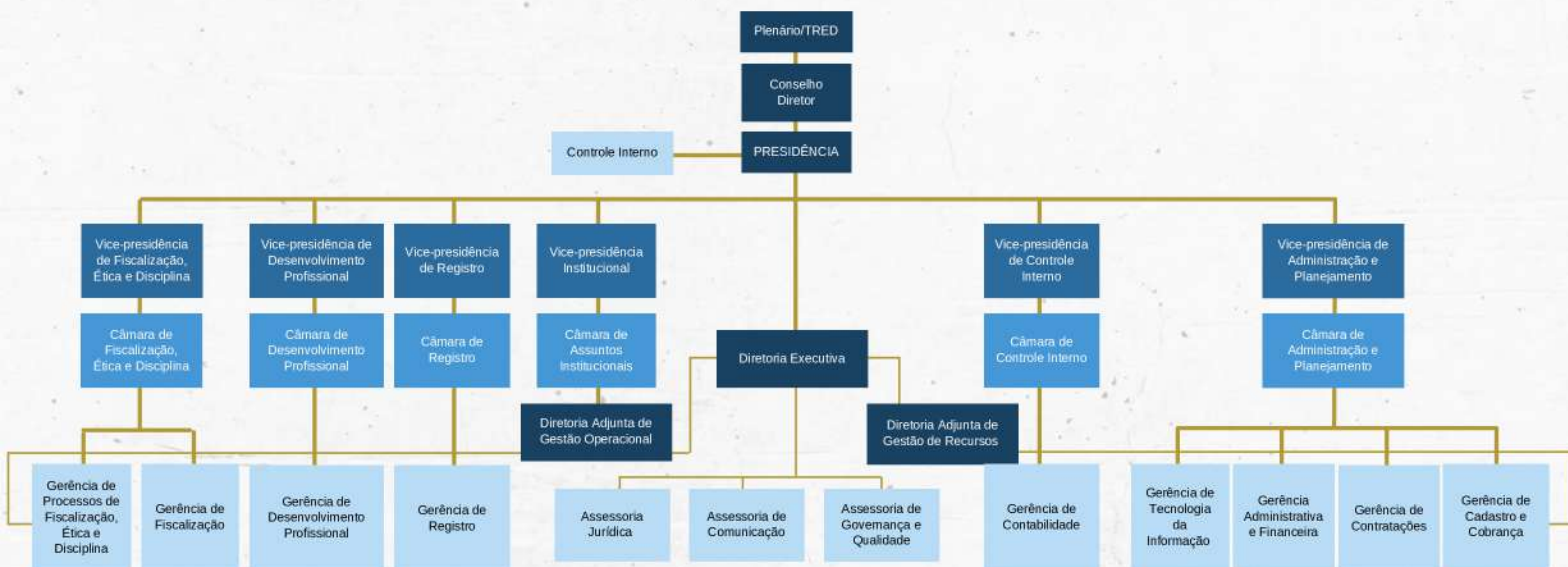 Plenário/TRED
Conselho
Diretor
Controle Interno
PRESIDÊNCIA
Vice-presidência
de Fiscalização,
Ética e Disciplina
Vice-presidência de
Desenvolvimento
Profissional
Vice-presidência
de Registro
Vice-presidência
Institucional
Vice-presidência
de Controle
Interno
Vice-presidência de
Administração e
Planejamento
Câmara de
Fiscalização,
Ética e Disciplina
Câmara de
Desenvolvimento
Profissional
Câmara de
Registro
Câmara de
Assuntos
Institucionais
Diretoria Executiva
Câmara de
Controle Interno
Câmara de
Administração e
Planejamento
Diretoria Adjunta de
Gestão Operacional
Diretoria Adjunta de
Gestão de Recursos
Gerência de
Processos de
Fiscalização,
Ética e
Disciplina
Gerência de
Fiscalização
Gerência de
Desenvolvimento
Profissional
Gerência de
Registro
Assessoria
Jurídica
Assessoria de
Comunicação
Assessoria de
Governança e
Qualidade
Gerência de
Contabilidade
Gerência de
Tecnologia
da
Informação
Gerência
Administrativa
e Financeira
Gerência de
Contratações
Gerência de
Cadastro e
Cobrança